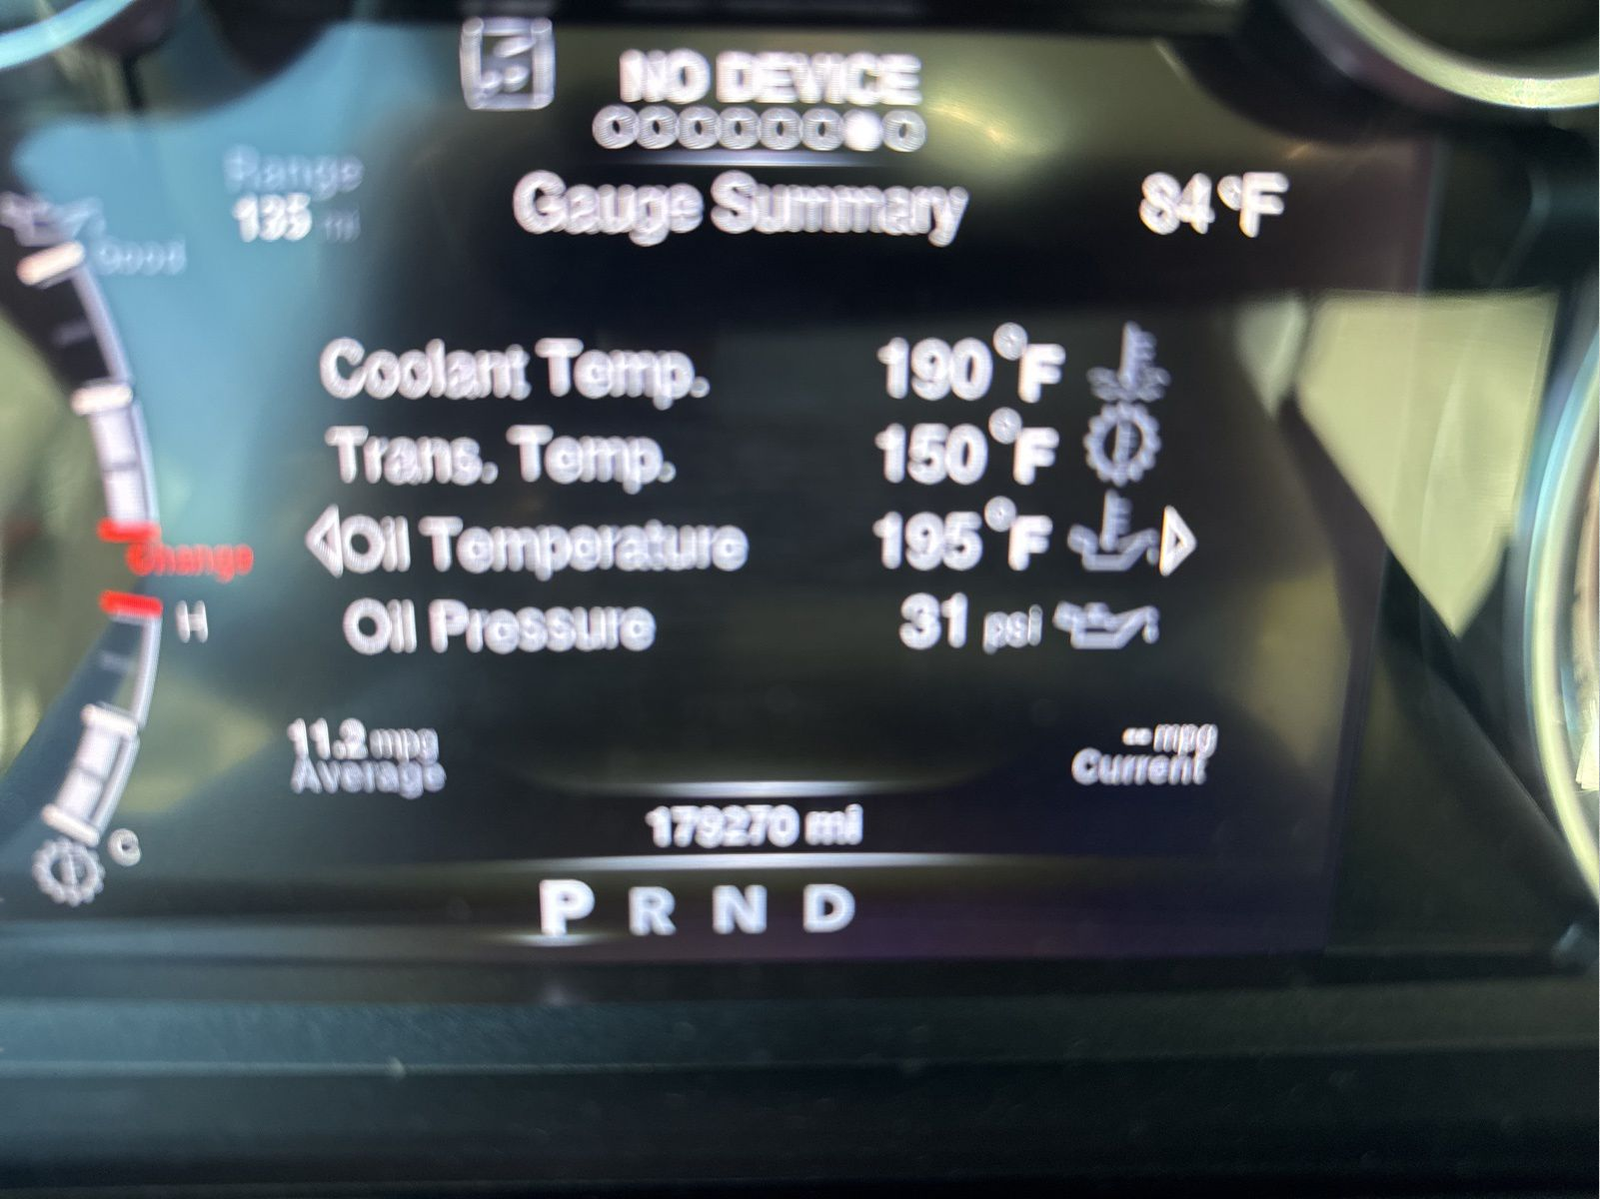 NO DEVICE
Range
135 mi
Gauge Summary
84°F
Good
Coolant Temp. 190°F
Trans. Temp. 150°F
Oil Temperature 195°F
Oil Pressure 31 psi
Change
H
11.2 mpg
Average
-- mpg
Current
179270 mi
C
P R N D